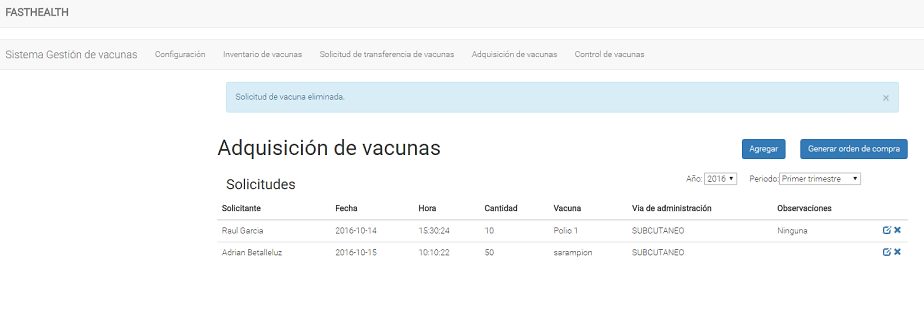 FASTHEALTH
Sistema Gestión de vacunas Configuración Inventario de vacunas Solicitud de transferencia de vacunas Adquisición de vacunas Control de vacunas
Solicitud de vacuna eliminada. ×
Adquisición de vacunas Agregar Generar orden de compra
Solicitudes Año: 2016 Periodo: Primer trimestre
Solicitante Fecha Hora Cantidad Vacuna Via de administración Observaciones
Raul Garcia 2016-10-14 15:30:24 10 Polio 1 SUBCUTANEO Ninguna
Adrian Betalleluz 2016-10-15 10:10:22 50 sarampion SUBCUTANEO